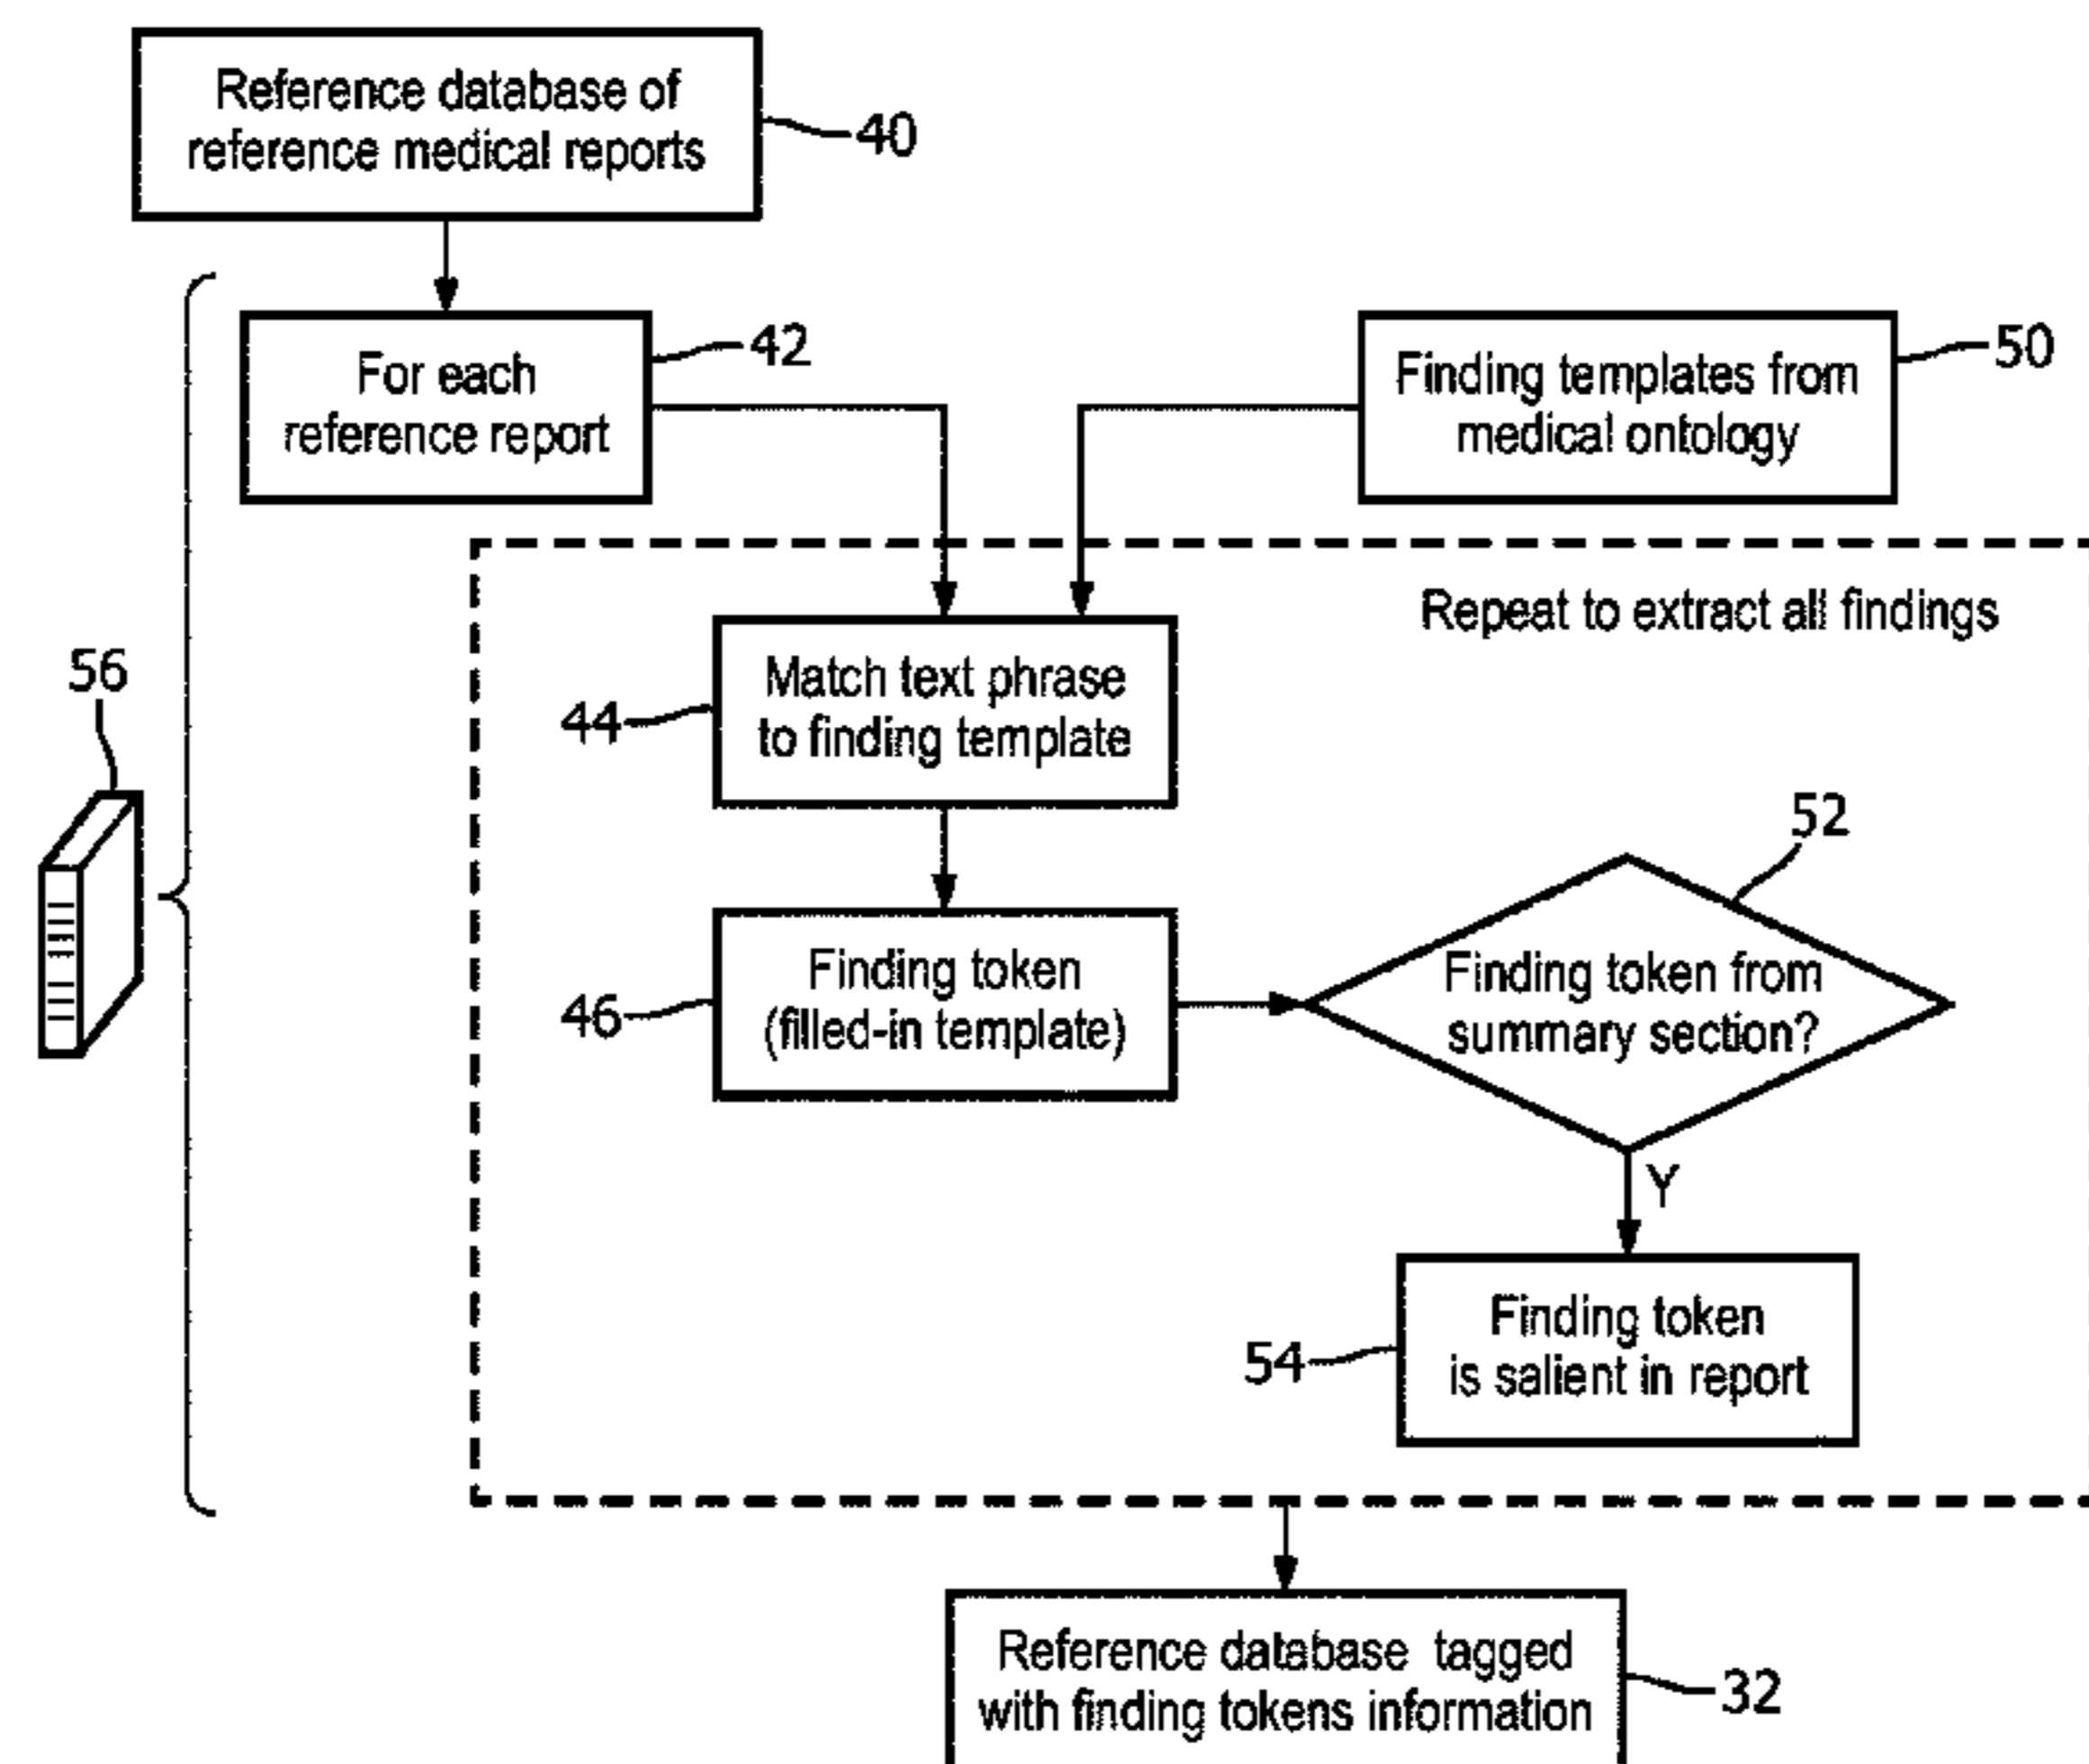 Reference database of
reference medical reports
40
For each
reference report
42
Finding templates from
medical ontology
50
Repeat to extract all findings
56
Match text phrase
to finding template
44
52
Finding token
(filled-in template)
46
Finding token from
summary section?
Y
Finding token
is salient in report
54
Reference database tagged
with finding tokens information
32